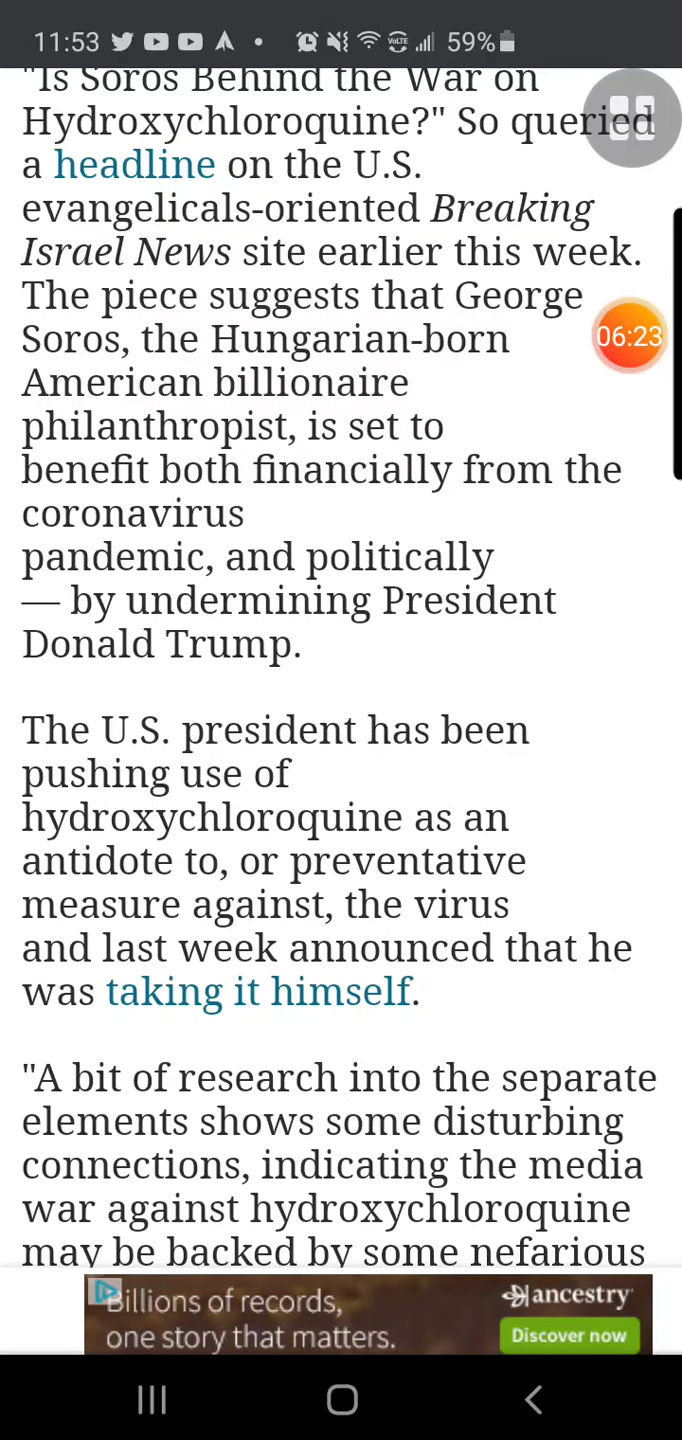 11:53 59%
"Is Soros Behind the War on
Hydroxychloroquine?" So queried
a headline on the U.S.
evangelicals-oriented Breaking
Israel News site earlier this week.
The piece suggests that George
Soros, the Hungarian-born
06:23
American billionaire
philanthropist, is set to
benefit both financially from the
coronavirus
pandemic, and politically
— by undermining President
Donald Trump.
The U.S. president has been
pushing use of
hydroxychloroquine as an
antidote to, or preventative
measure against, the virus
and last week announced that he
was taking it himself.
"A bit of research into the separate
elements shows some disturbing
connections, indicating the media
war against hydroxychloroquine
may be backed by some nefarious
Billions of records,
one story that matters.
ancestry
Discover now